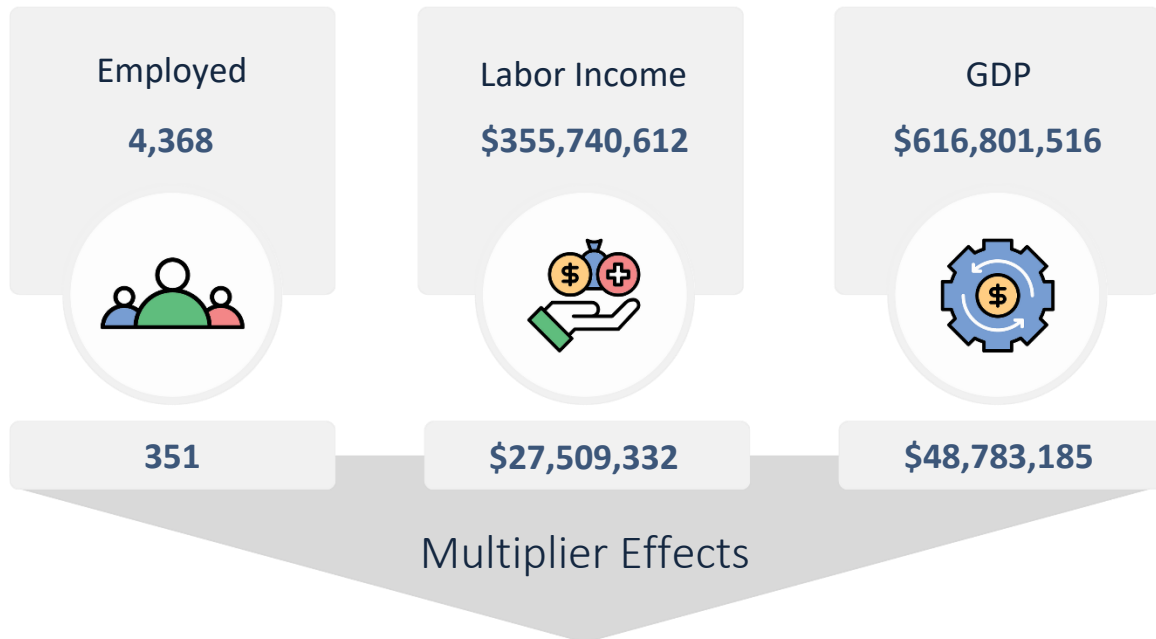 Employed
4,368
Labor Income
$355,740,612
GDP
$616,801,516
$
$
351
$27,509,332
$48,783,185
Multiplier Effects